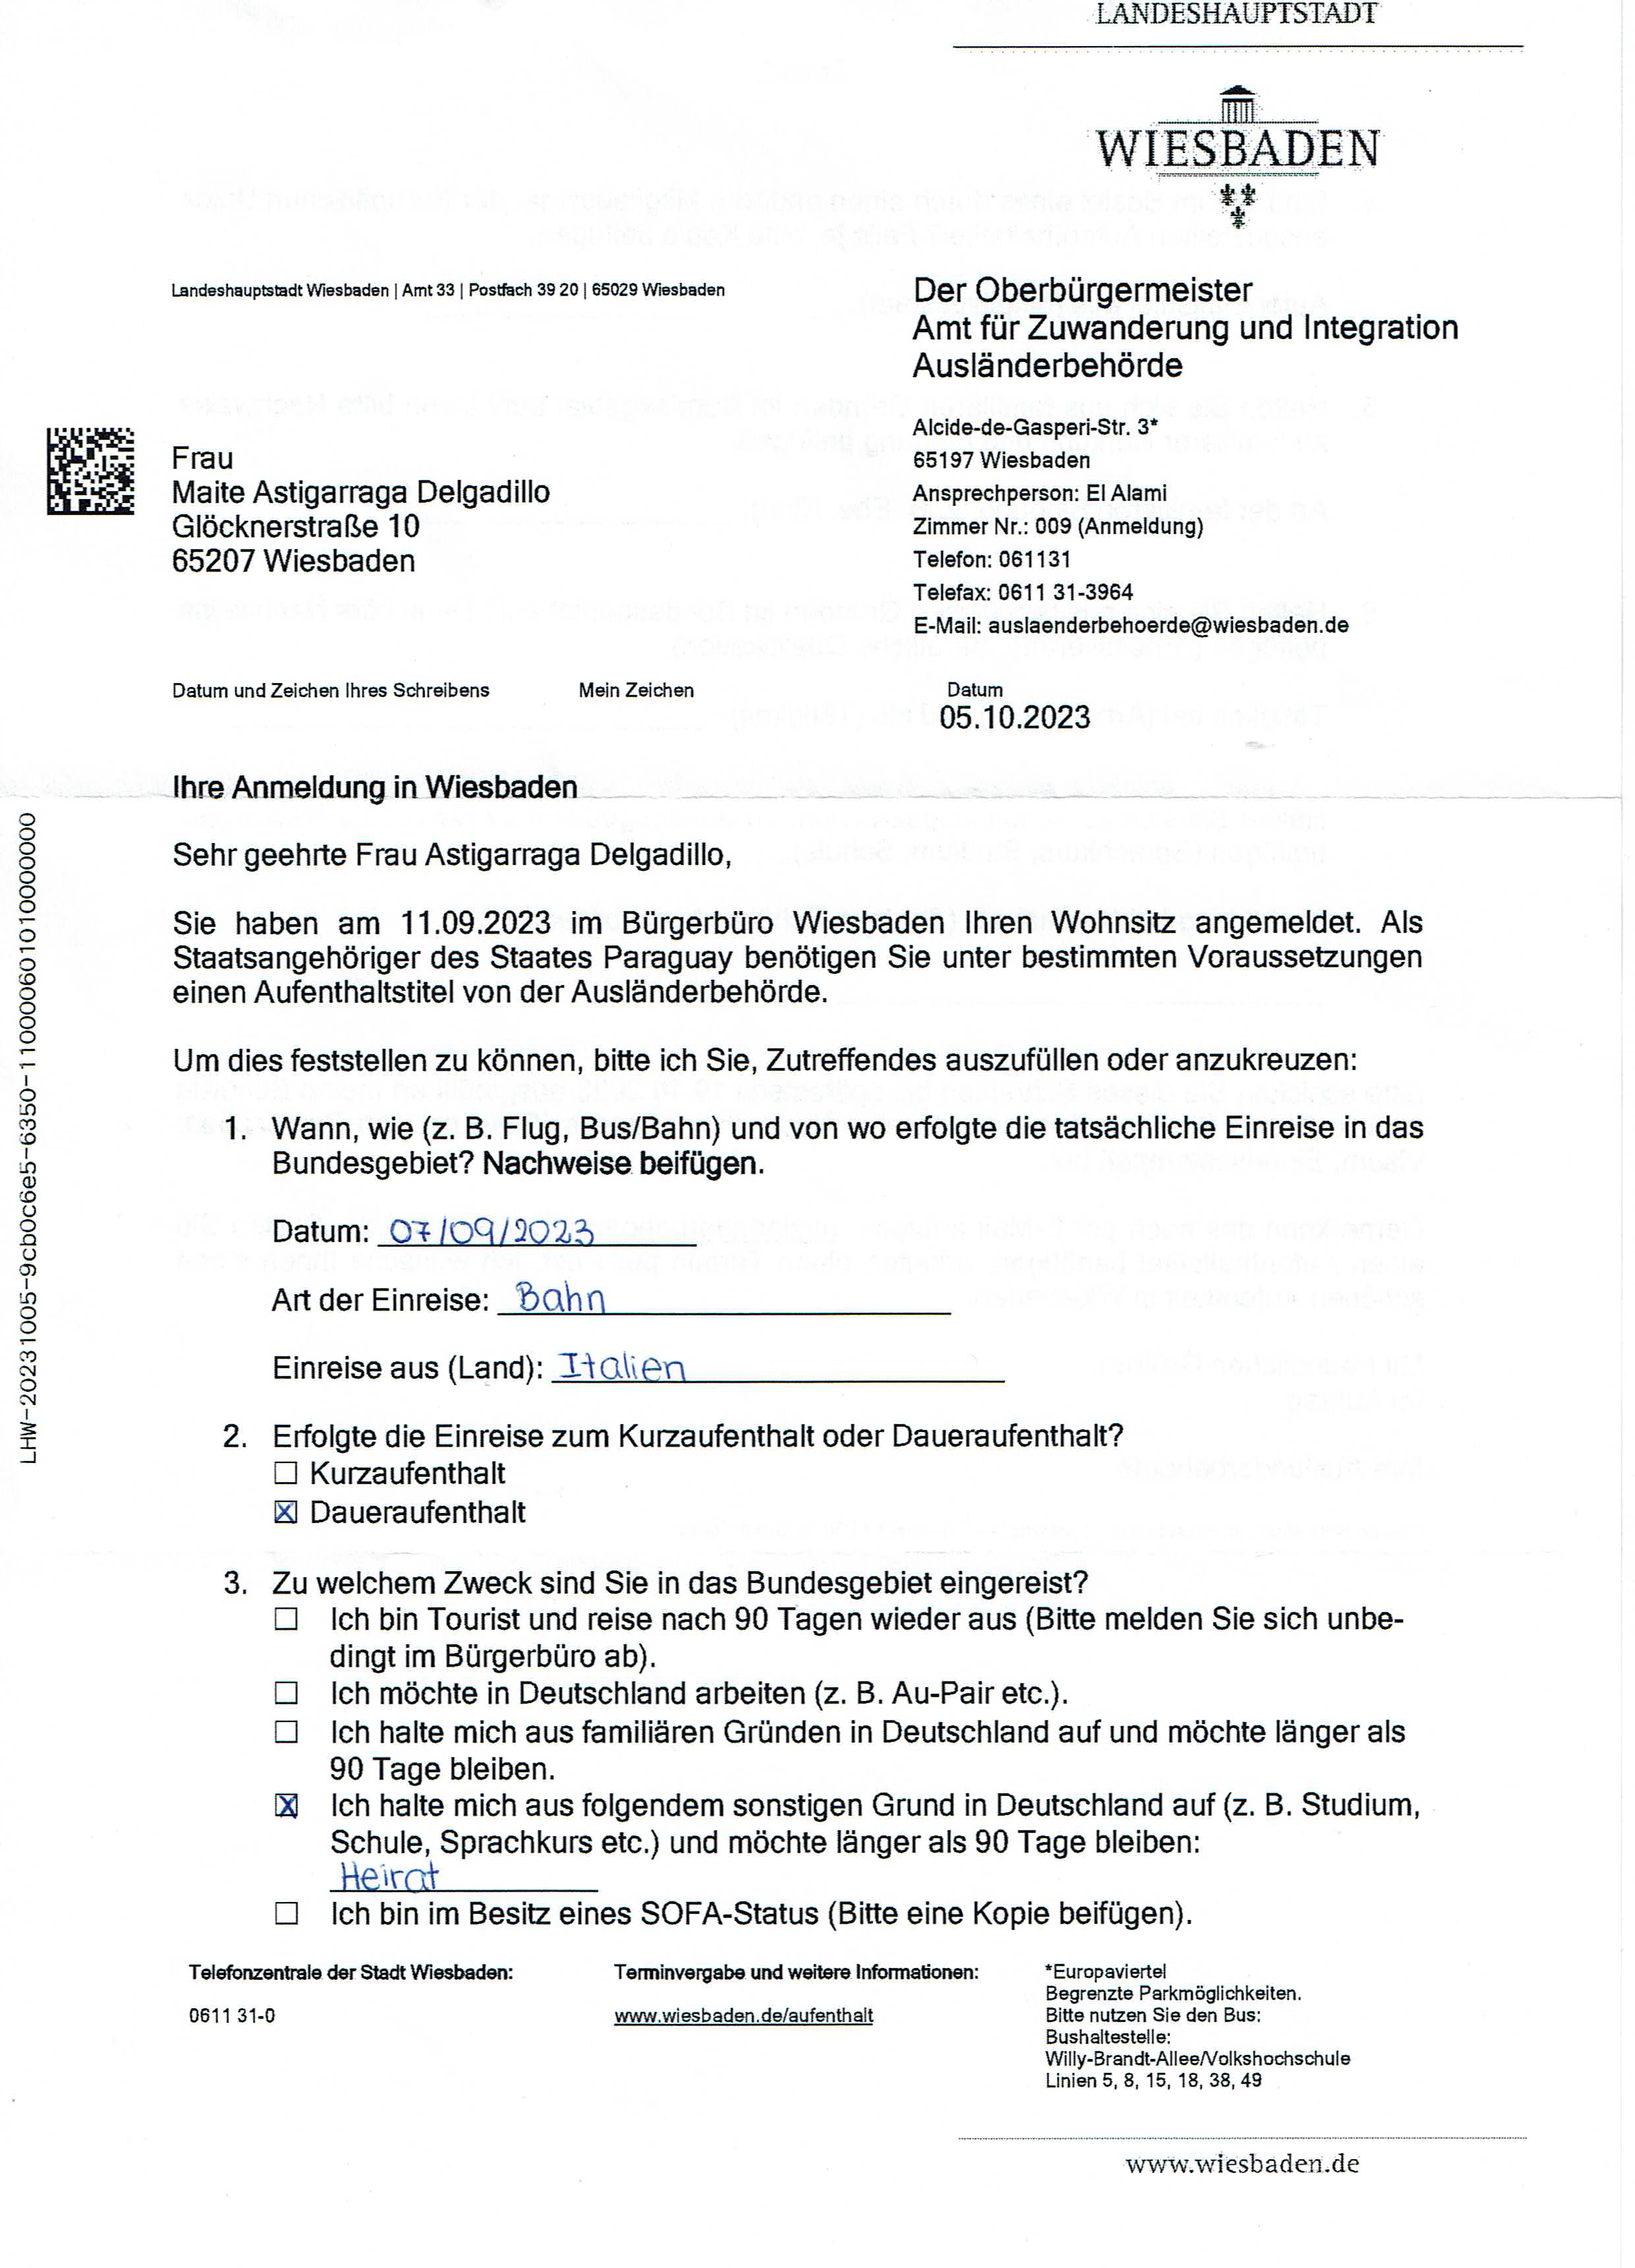 LANDESHAUPTSTADT
WIESBADEN
Landeshauptstadt Wiesbaden | Amt 33 | Postfach 39 20 | 65029 Wiesbaden
Der Oberbürgermeister
Amt für Zuwanderung und Integration
Ausländerbehörde
Alcide-de-Gasperi-Str. 3*
65197 Wiesbaden
Ansprechperson: El Alami
Zimmer Nr.: 009 (Anmeldung)
Telefon: 061131
Telefax: 0611 31-3964
E-Mail: auslaenderbehoerde@wiesbaden.de
Frau
Maite Astigarraga Delgadillo
Glöcknerstraße 10
65207 Wiesbaden
Datum und Zeichen Ihres Schreibens Mein Zeichen Datum
05.10.2023
Ihre Anmeldung in Wiesbaden
Sehr geehrte Frau Astigarraga Delgadillo,
Sie haben am 11.09.2023 im Bürgerbüro Wiesbaden Ihren Wohnsitz angemeldet. Als
Staatsangehöriger des Staates Paraguay benötigen Sie unter bestimmten Voraussetzungen
einen Aufenthaltstitel von der Ausländerbehörde.
Um dies feststellen zu können, bitte ich Sie, Zutreffendes auszufüllen oder anzukreuzen:
1. Wann, wie (z. B. Flug, Bus/Bahn) und von wo erfolgte die tatsächliche Einreise in das
Bundesgebiet? Nachweise beifügen.
Datum: 07/09/2023
Art der Einreise: Bahn
Einreise aus (Land): Italien
2. Erfolgte die Einreise zum Kurzaufenthalt oder Daueraufenthalt?
☐ Kurzaufenthalt
☒ Daueraufenthalt
3. Zu welchem Zweck sind Sie in das Bundesgebiet eingereist?
☐ Ich bin Tourist und reise nach 90 Tagen wieder aus (Bitte melden Sie sich unbe-
dingt im Bürgerbüro ab).
☐ Ich möchte in Deutschland arbeiten (z. B. Au-Pair etc.).
☐ Ich halte mich aus familiären Gründen in Deutschland auf und möchte länger als
90 Tage bleiben.
☒ Ich halte mich aus folgendem sonstigen Grund in Deutschland auf (z. B. Studium,
Schule, Sprachkurs etc.) und möchte länger als 90 Tage bleiben:
Heirat
☐ Ich bin im Besitz eines SOFA-Status (Bitte eine Kopie beifügen).
LHW-20231005-9cb0c6e5-6350-1100006010101000000
Telefonzentrale der Stadt Wiesbaden:
0611 31-0
Terminvergabe und weitere Informationen:
www.wiesbaden.de/aufenthalt
*Europaviertel
Begrenzte Parkmöglichkeiten.
Bitte nutzen Sie den Bus:
Bushaltestelle:
Willy-Brandt-Allee/Volkshochschule
Linien 5, 8, 15, 18, 38, 49
www.wiesbaden.de